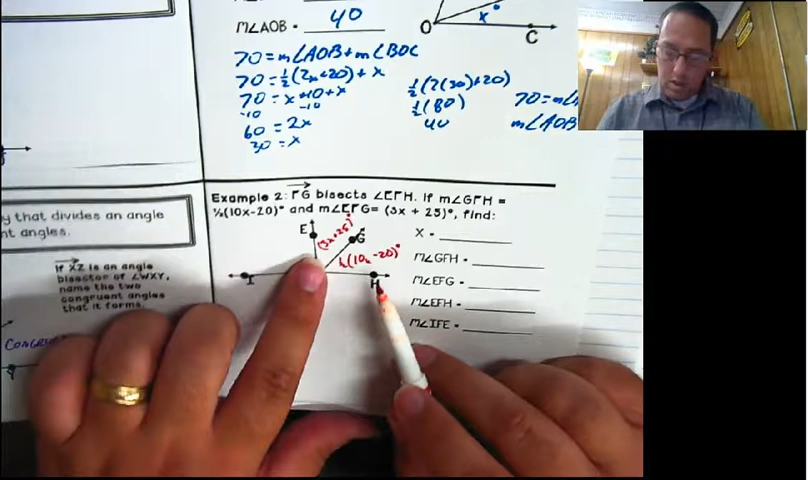 m∠AOB = 40
O
x°
C
70 = m∠AOB + m∠BOC
70 = ½(2x+20) + x
70 = x+10+x
-10 -10
60 = 2x
30 = x
½(2(30)+20)
½(80)
40
70 = m∠
m∠AOB
y that divides an angle
nt angles.
If XZ is an angle
bisector of ∠WXY,
name the two
congruent angles
that it forms.
CONGRUE
Example 2: FG bisects ∠EFH. If m∠GFH =
½(10x-20)° and m∠EFG= (3x + 25)°, find:
E
(3x+25)°
G
½(10x-20)°
I
H
x = 
m∠GFH = 
m∠EFG = 
m∠EFH = 
m∠IFE =